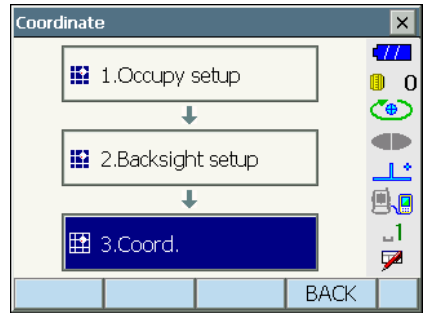 Coordinate
1.Occupy setup
0
2.Backsight setup
3.Coord.
1
BACK